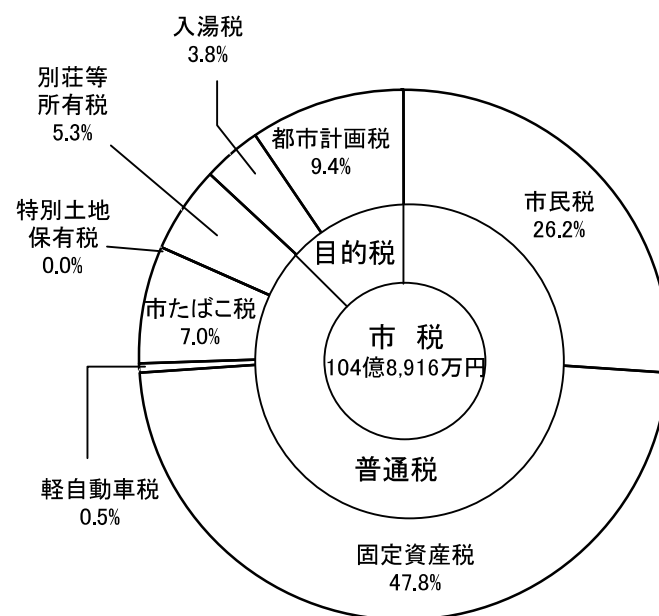 入湯税
3.8%
別荘等
所有税
5.3%
都市計画税
9.4%
市民税
26.2%
特別土地
保有税
0.0%
目的税
市たばこ税
7.0%
市 税
104億8,916万円
普通税
軽自動車税
0.5%
固定資産税
47.8%